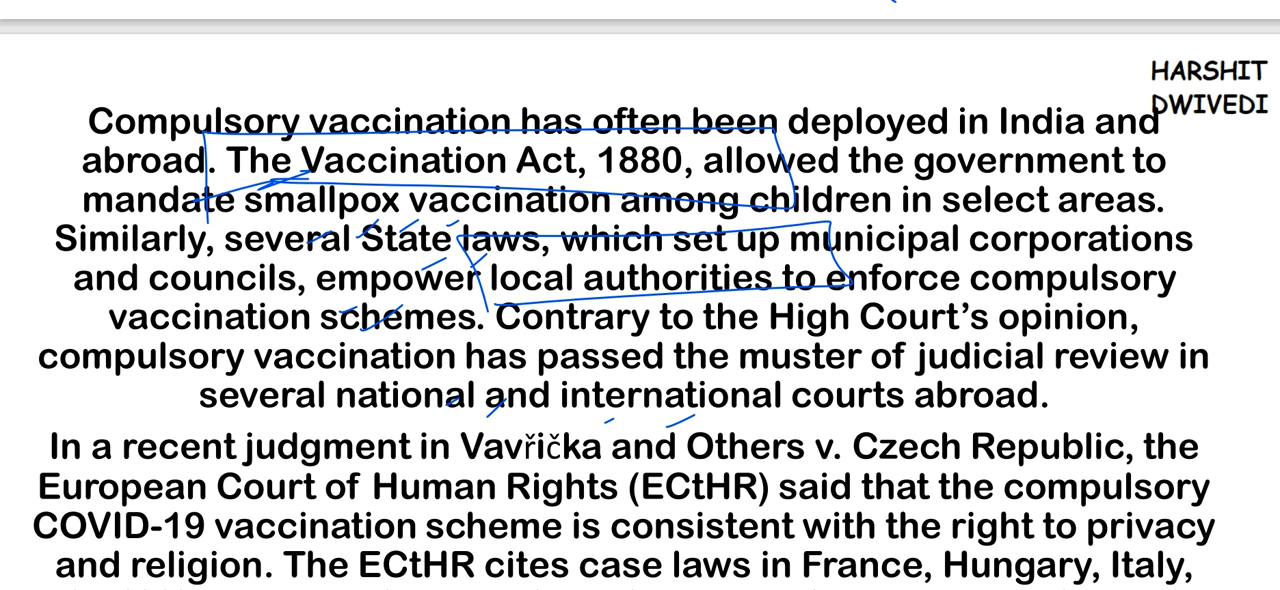 HARSHIT
DWIVEDI
Compulsory vaccination has often been deployed in India and
abroad. The Vaccination Act, 1880, allowed the government to
mandate smallpox vaccination among children in select areas.
Similarly, several State laws, which set up municipal corporations
and councils, empower local authorities to enforce compulsory
vaccination schemes. Contrary to the High Court’s opinion,
compulsory vaccination has passed the muster of judicial review in
several national and international courts abroad.
In a recent judgment in Vavřička and Others v. Czech Republic, the
European Court of Human Rights (ECtHR) said that the compulsory
COVID-19 vaccination scheme is consistent with the right to privacy
and religion. The ECtHR cites case laws in France, Hungary, Italy,